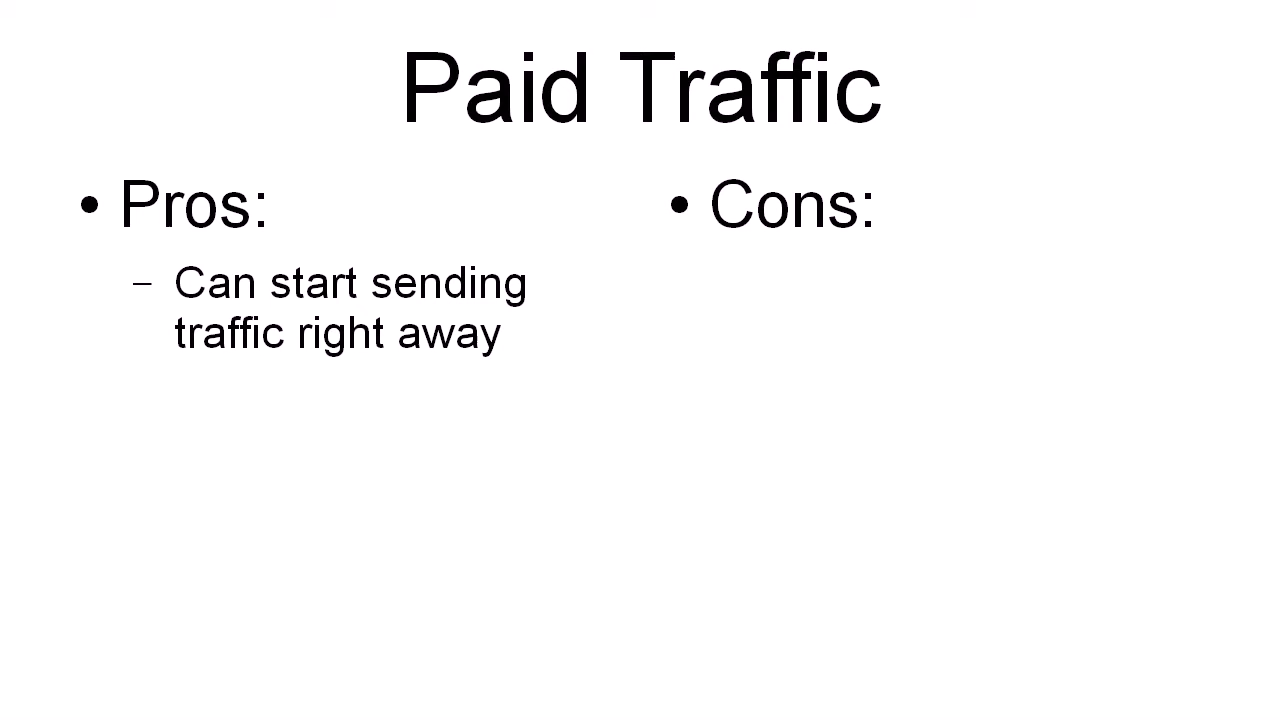 Paid Traffic
• Pros:
– Can start sending
traffic right away
• Cons: